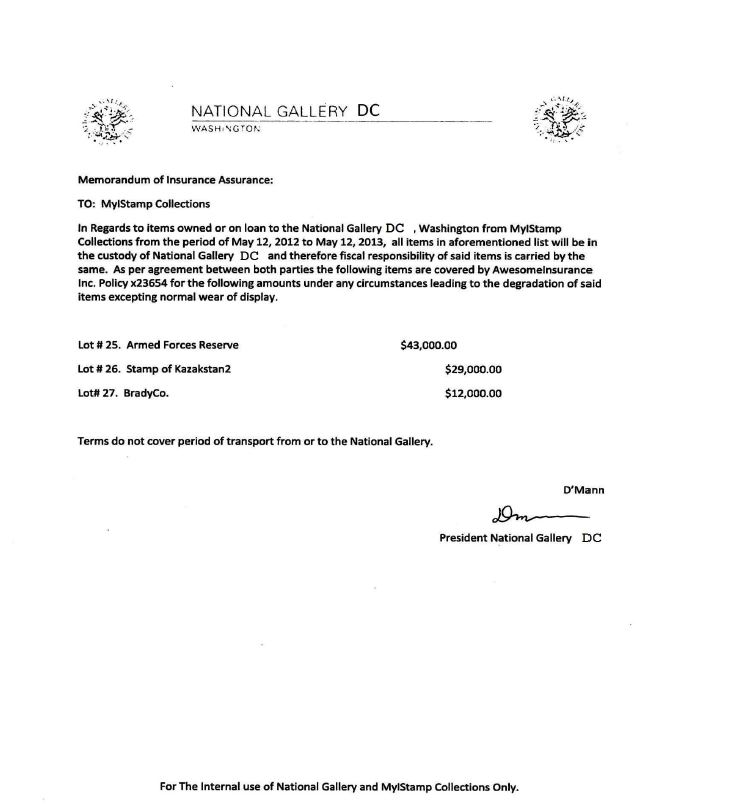 NATIONAL GALLERY DC
WASHINGTON
Memorandum of Insurance Assurance:
TO: MyIStamp Collections
In Regards to items owned or on loan to the National Gallery DC , Washington from MyIStamp
Collections from the period of May 12, 2012 to May 12, 2013, all items in aforementioned list will be in
the custody of National Gallery DC and therefore fiscal responsibility of said items is carried by the
same. As per agreement between both parties the following items are covered by AwesomeInsurance
Inc. Policy x23654 for the following amounts under any circumstances leading to the degradation of said
items excepting normal wear of display.
Lot # 25. Armed Forces Reserve $43,000.00
Lot # 26. Stamp of Kazakstan2 $29,000.00
Lot# 27. BradyCo. $12,000.00
Terms do not cover period of transport from or to the National Gallery.
D'Mann
Dm
President National Gallery DC
For The Internal use of National Gallery and MyIStamp Collections Only.